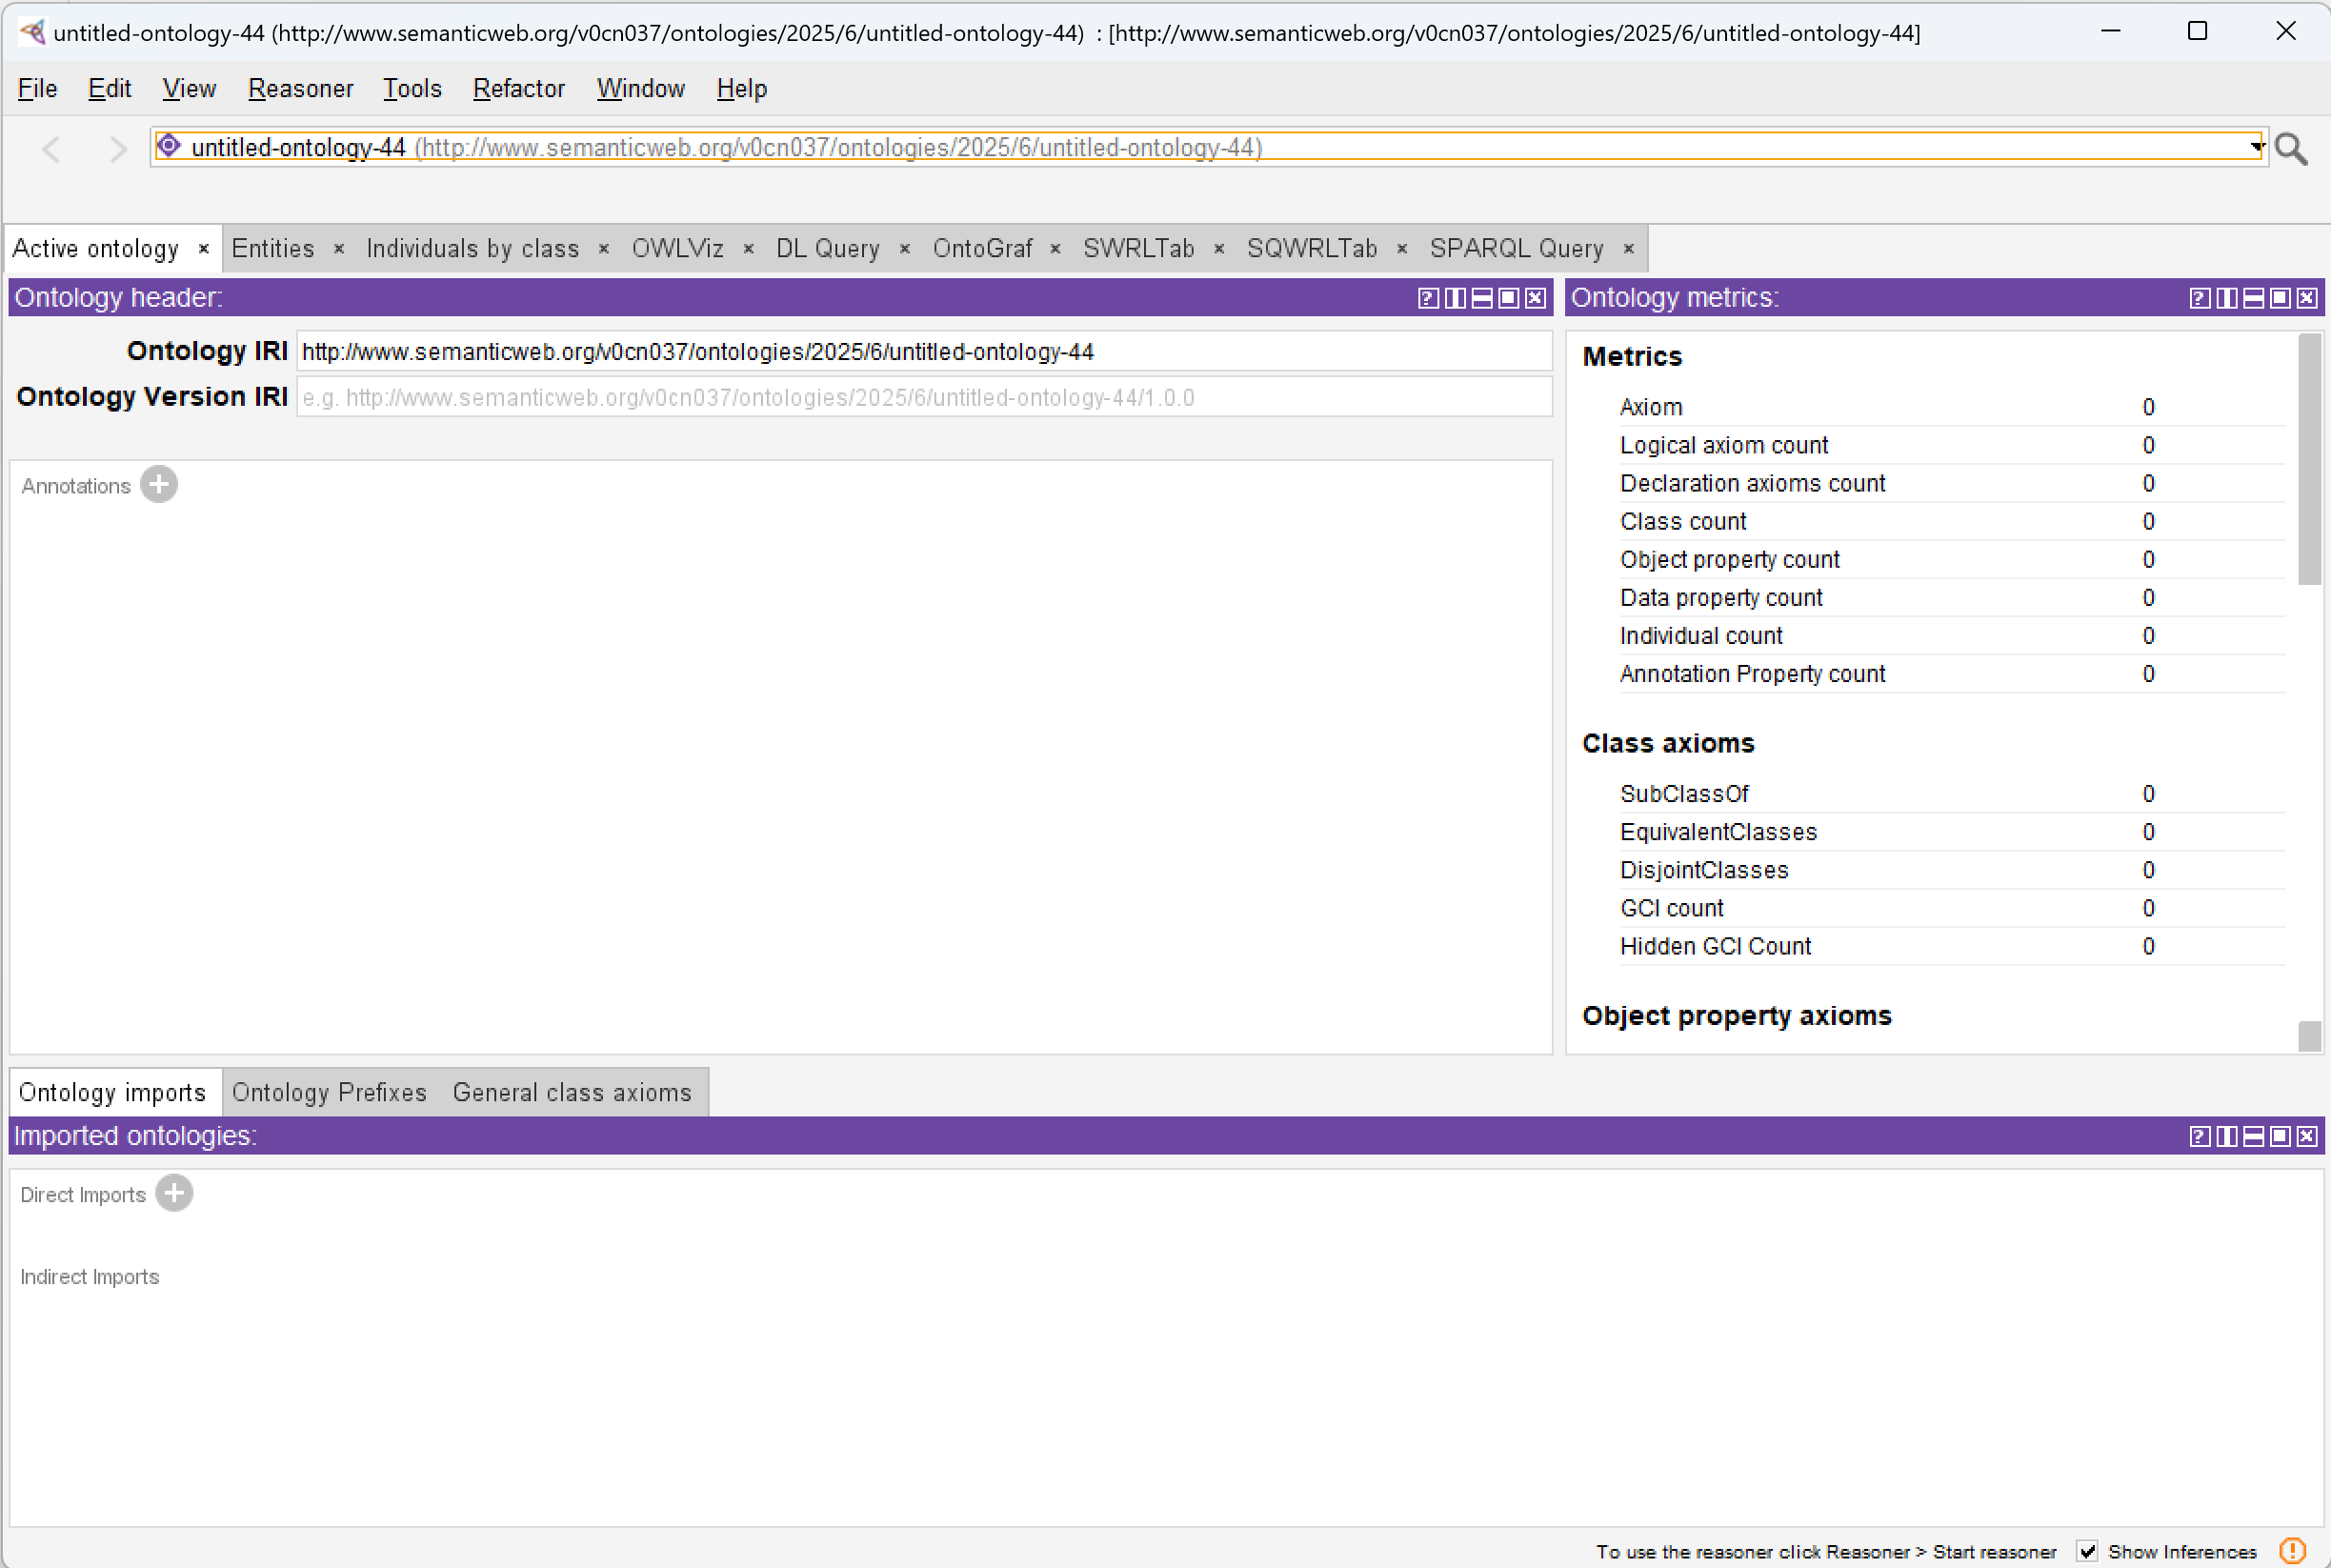 untitled-ontology-44 (http://www.semanticweb.org/v0cn037/ontologies/2025/6/untitled-ontology-44)  : [http://www.semanticweb.org/v0cn037/ontologies/2025/6/untitled-ontology-44]
File Edit View Reasoner Tools Refactor Window Help
untitled-ontology-44 (http://www.semanticweb.org/v0cn037/ontologies/2025/6/untitled-ontology-44)
Active ontology × Entities × Individuals by class × OWLViz × DL Query × OntoGraf × SWRLTab × SQWRLTab × SPARQL Query ×
Ontology header:
Ontology IRI http://www.semanticweb.org/v0cn037/ontologies/2025/6/untitled-ontology-44
Ontology Version IRI e.g. http://www.semanticweb.org/v0cn037/ontologies/2025/6/untitled-ontology-44/1.0.0
Annotations
Ontology metrics:
Metrics
Axiom 0
Logical axiom count 0
Declaration axioms count 0
Class count 0
Object property count 0
Data property count 0
Individual count 0
Annotation Property count 0
Class axioms
SubClassOf 0
EquivalentClasses 0
DisjointClasses 0
GCI count 0
Hidden GCI Count 0
Object property axioms
Ontology imports Ontology Prefixes General class axioms
Imported ontologies:
Direct Imports
Indirect Imports
To use the reasoner click Reasoner > Start reasoner Show Inferences